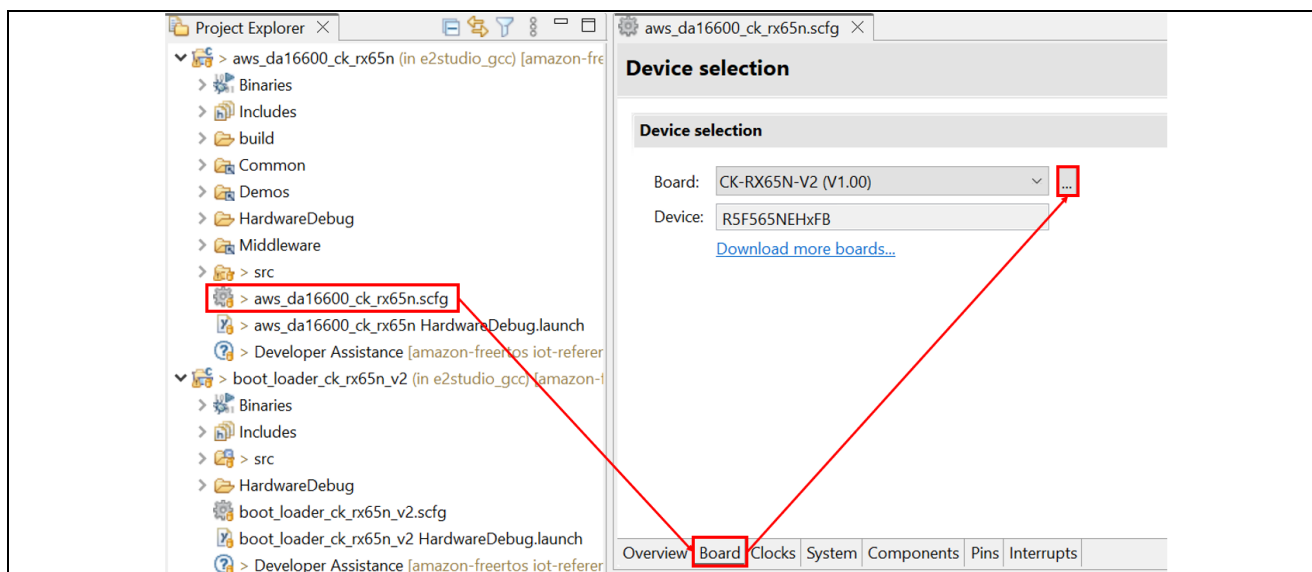 Project Explorer
> aws_da16600_ck_rx65n (in e2studio_gcc) [amazon-fre
Binaries
Includes
build
Common
Demos
HardwareDebug
Middleware
> src
> aws_da16600_ck_rx65n.scfg
> aws_da16600_ck_rx65n HardwareDebug.launch
> Developer Assistance [amazon-freertos iot-referer
> boot_loader_ck_rx65n_v2 (in e2studio_gcc) [amazon-f
Binaries
Includes
> src
HardwareDebug
boot_loader_ck_rx65n_v2.scfg
boot_loader_ck_rx65n_v2 HardwareDebug.launch
> Developer Assistance [amazon-freertos iot-referer
aws_da16600_ck_rx65n.scfg
Device selection
Device selection
Board: CK-RX65N-V2 (V1.00) ...
Device: R5F565NEHxFB
Download more boards...
Overview Board Clocks System Components Pins Interrupts